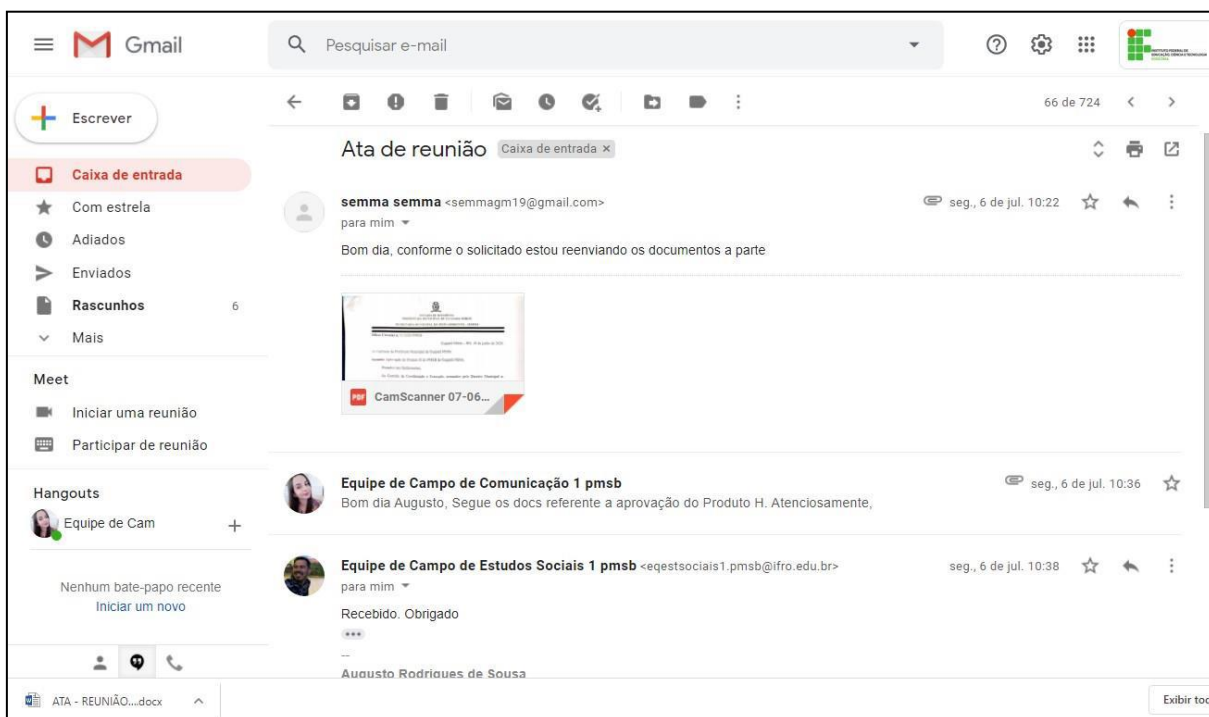 Gmail
Pesquisar e-mail
INSTITUTO FEDERAL DE
EDUCAÇÃO, CIÊNCIA E TECNOLOGIA
Escrever
66 de 724
Caixa de entrada
Com estrela
Adiados
Enviados
Rascunhos 6
Mais
Meet
Iniciar uma reunião
Participar de reunião
Hangouts
Equipe de Cam
Nenhum bate-papo recente
Iniciar um novo
Ata de reunião Caixa de entrada ×
semma semma <semmagm19@gmail.com> seg., 6 de jul. 10:22
para mim
Bom dia, conforme o solicitado estou reenviando os documentos a parte
PDF CamScanner 07-06...
Equipe de Campo de Comunicação 1 pmsb seg., 6 de jul. 10:36
Bom dia Augusto, Segue os docs referente a aprovação do Produto H. Atenciosamente,
Equipe de Campo de Estudos Sociais 1 pmsb <eqestsociais1.pmsb@ifro.edu.br> seg., 6 de jul. 10:38
para mim
Recebido. Obrigado
--
Augusto Rodrigues de Sousa
ATA - REUNIÃO....docx
Exibir tod